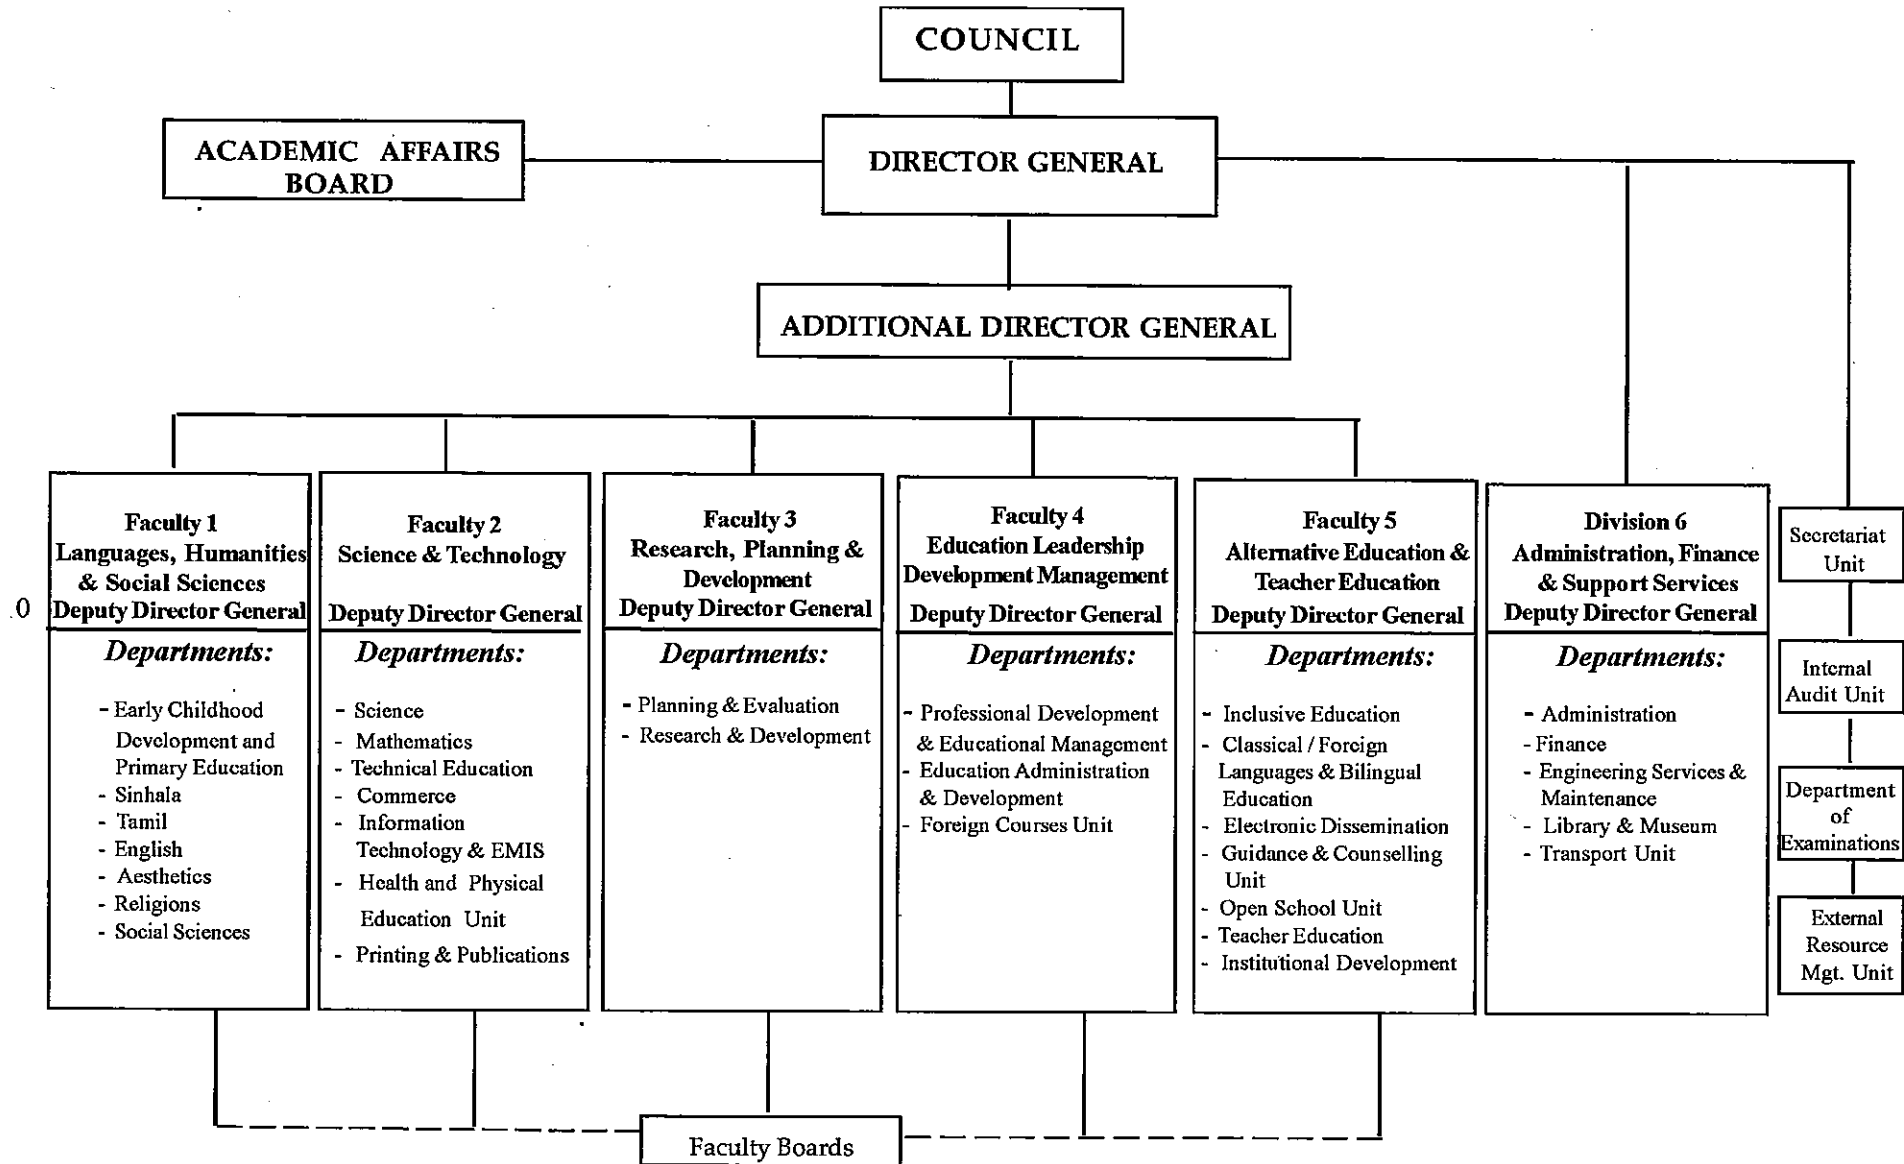 COUNCIL
ACADEMIC AFFAIRS
BOARD
DIRECTOR GENERAL
ADDITIONAL DIRECTOR GENERAL
Faculty 1
Languages, Humanities
& Social Sciences
Deputy Director General
Departments:
- Early Childhood
Development and
Primary Education
- Sinhala
- Tamil
- English
- Aesthetics
- Religions
- Social Sciences
Faculty 2
Science & Technology
Deputy Director General
Departments:
- Science
- Mathematics
- Technical Education
- Commerce
- Information
Technology & EMIS
- Health and Physical
Education Unit
- Printing & Publications
Faculty 3
Research, Planning &
Development
Deputy Director General
Departments:
- Planning & Evaluation
- Research & Development
Faculty 4
Education Leadership
Development Management
Deputy Director General
Departments:
- Professional Development
& Educational Management
- Education Administration
& Development
- Foreign Courses Unit
Faculty 5
Alternative Education &
Teacher Education
Deputy Director General
Departments:
- Inclusive Education
- Classical / Foreign
Languages & Bilingual
Education
- Electronic Dissemination
- Guidance & Counselling
Unit
- Open School Unit
- Teacher Education
- Institutional Development
Division 6
Administration, Finance
& Support Services
Deputy Director General
Departments:
- Administration
- Finance
- Engineering Services &
Maintenance
- Library & Museum
- Transport Unit
Secretariat
Unit
Internal
Audit Unit
Department
of
Examinations
External
Resource
Mgt. Unit
.0
Faculty Boards